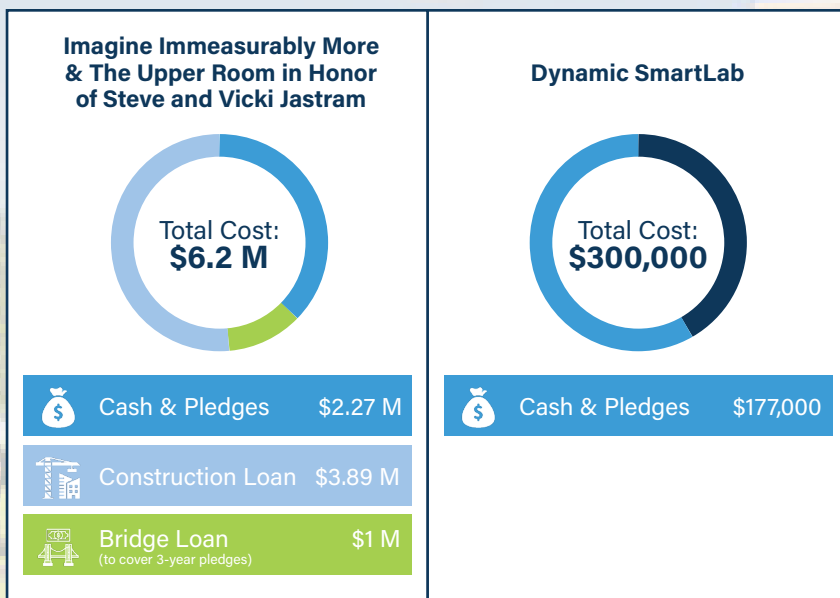 Imagine Immeasurably More
& The Upper Room in Honor
of Steve and Vicki Jastram
Total Cost:
$6.2 M
$ Cash & Pledges $2.27 M
Construction Loan $3.89 M
Bridge Loan $1 M
(to cover 3-year pledges)
Dynamic SmartLab
Total Cost:
$300,000
$ Cash & Pledges $177,000